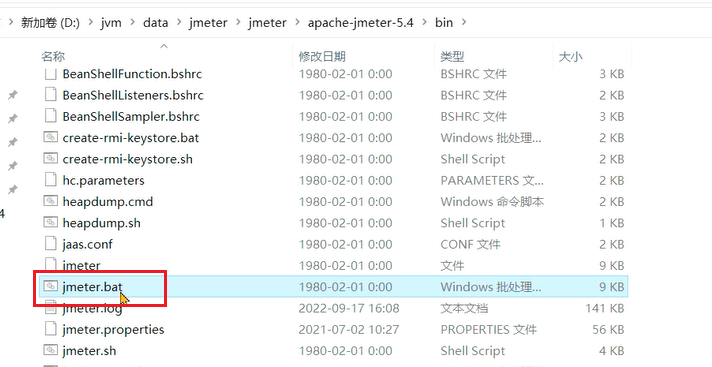 新加卷 (D:) > jvm > data > jmeter > jmeter > apache-jmeter-5.4 > bin >
名称 修改日期 类型 大小
BeanShellFunction.bshrc 1980-02-01 0:00 BSHRC 文件 3 KB
BeanShellListeners.bshrc 1980-02-01 0:00 BSHRC 文件 2 KB
BeanShellSampler.bshrc 1980-02-01 0:00 BSHRC 文件 3 KB
create-rmi-keystore.bat 1980-02-01 0:00 Windows 批处理... 2 KB
create-rmi-keystore.sh 1980-02-01 0:00 Shell Script 2 KB
hc.parameters 1980-02-01 0:00 PARAMETERS 文... 2 KB
heapdump.cmd 1980-02-01 0:00 Windows 命令脚本 2 KB
4
heapdump.sh 1980-02-01 0:00 Shell Script 1 KB
jaas.conf 1980-02-01 0:00 CONF 文件 2 KB
jmeter 1980-02-01 0:00 文件 9 KB
jmeter.bat 1980-02-01 0:00 Windows 批处理... 9 KB
jmeter.log 2022-09-17 16:08 文本文档 141 KB
jmeter.properties 2021-07-02 10:27 PROPERTIES 文件 56 KB
jmeter.sh 1980-02-01 0:00 Shell Script 4 KB